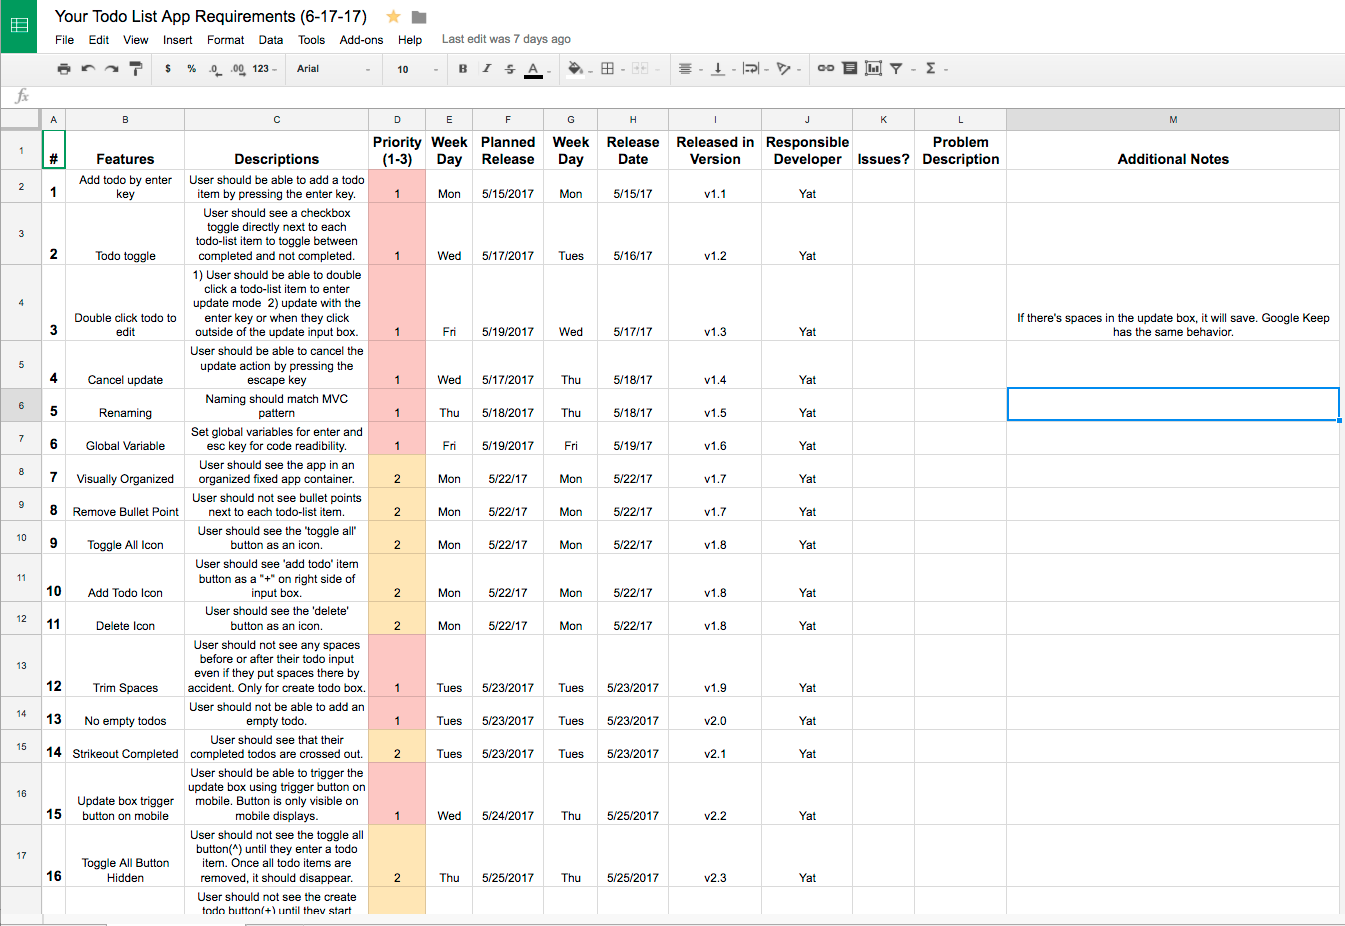 Your Todo List App Requirements (6-17-17)
File Edit View Insert Format Data Tools Add-ons Help Last edit was 7 days ago
$ % .0 .00 123 Arial 10 B I S A Σ
fx
A B C D E F G H I J K L M
1 # Features Descriptions Priority (1-3) Week Day Planned Release Week Day Release Date Released in Version Responsible Developer Issues? Problem Description Additional Notes
2 1 Add todo by enter key User should be able to add a todo item by pressing the enter key. 1 Mon 5/15/2017 Mon 5/15/17 v1.1 Yat
3 2 Todo toggle User should see a checkbox toggle directly next to each todo-list item to toggle between completed and not completed. 1 Wed 5/17/2017 Tues 5/16/17 v1.2 Yat
4 3 Double click todo to edit 1) User should be able to double click a todo-list item to enter update mode 2) update with the enter key or when they click outside of the update input box. 1 Fri 5/19/2017 Wed 5/17/17 v1.3 Yat If there's spaces in the update box, it will save. Google Keep has the same behavior.
5 4 Cancel update User should be able to cancel the update action by pressing the escape key 1 Wed 5/17/2017 Thu 5/18/17 v1.4 Yat
6 5 Renaming Naming should match MVC pattern 1 Thu 5/18/2017 Thu 5/18/17 v1.5 Yat
7 6 Global Variable Set global variables for enter and esc key for code readibility. 1 Fri 5/19/2017 Fri 5/19/17 v1.6 Yat
8 7 Visually Organized User should see the app in an organized fixed app container. 2 Mon 5/22/17 Mon 5/22/17 v1.7 Yat
9 8 Remove Bullet Point User should not see bullet points next to each todo-list item. 2 Mon 5/22/17 Mon 5/22/17 v1.7 Yat
10 9 Toggle All Icon User should see the 'toggle all' button as an icon. 2 Mon 5/22/17 Mon 5/22/17 v1.8 Yat
11 10 Add Todo Icon User should see 'add todo' item button as a "+" on right side of input box. 2 Mon 5/22/17 Mon 5/22/17 v1.8 Yat
12 11 Delete Icon User should see the 'delete' button as an icon. 2 Mon 5/22/17 Mon 5/22/17 v1.8 Yat
13 12 Trim Spaces User should not see any spaces before or after their todo input even if they put spaces there by accident. Only for create todo box. 1 Tues 5/23/2017 Tues 5/23/2017 v1.9 Yat
14 13 No empty todos User should not be able to add an empty todo. 1 Tues 5/23/2017 Tues 5/23/2017 v2.0 Yat
15 14 Strikeout Completed User should see that their completed todos are crossed out. 2 Tues 5/23/2017 Tues 5/23/2017 v2.1 Yat
16 15 Update box trigger button on mobile User should be able to trigger the update box using trigger button on mobile. Button is only visible on mobile displays. 1 Wed 5/24/2017 Thu 5/25/2017 v2.2 Yat
17 16 Toggle All Button Hidden User should not see the toggle all button(^) until they enter a todo item. Once all todo items are removed, it should disappear. 2 Thu 5/25/2017 Thu 5/25/2017 v2.3 Yat
User should not see the create
todo button(+) until they start